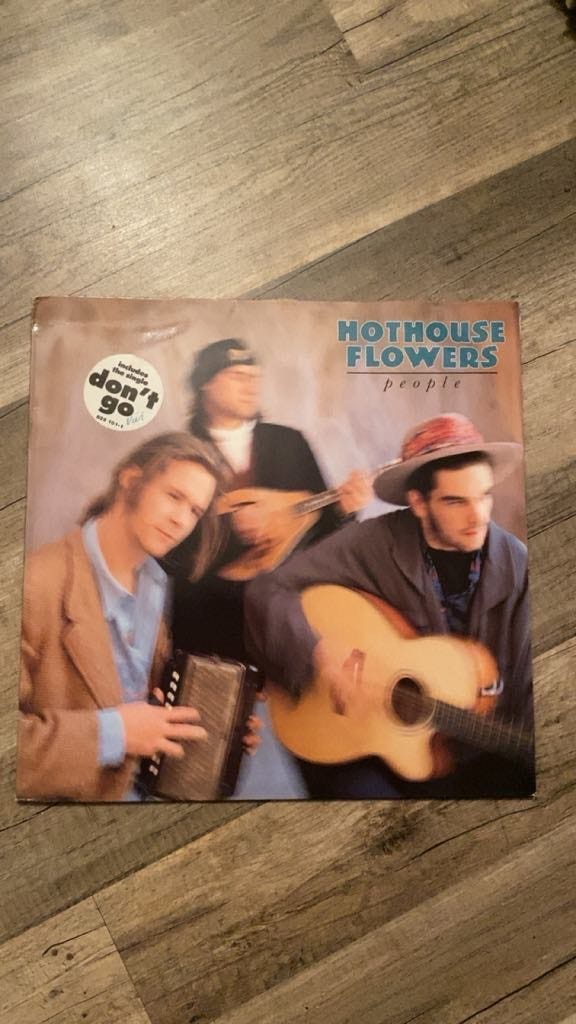 HOTHOUSE
FLOWERS
people
includes
the single
don't
go